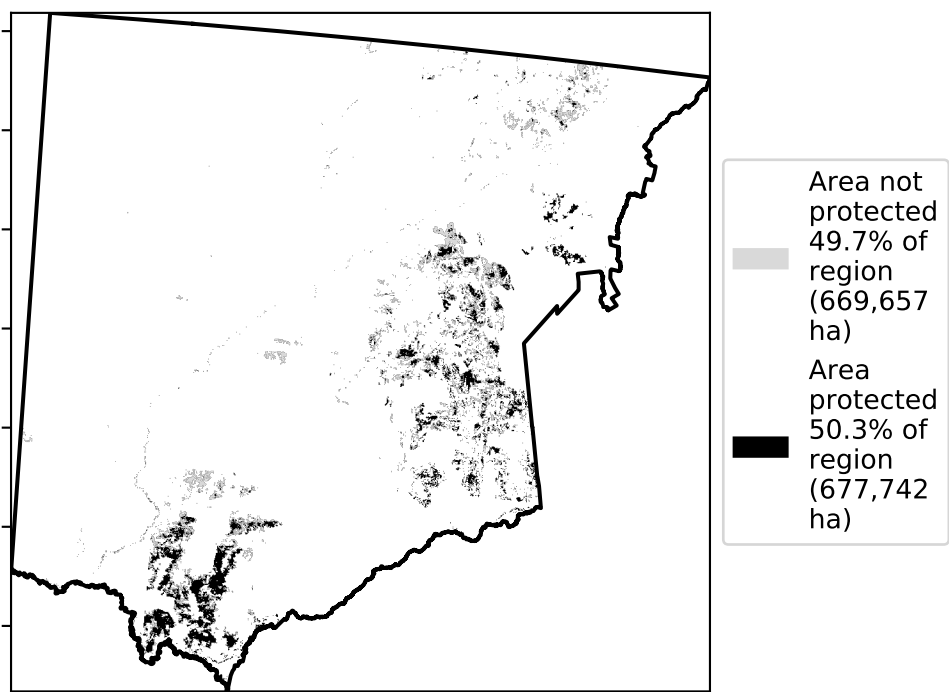 Area not
protected
49.7% of
region
(669,657
ha)
Area
protected
50.3% of
region
(677,742
ha)